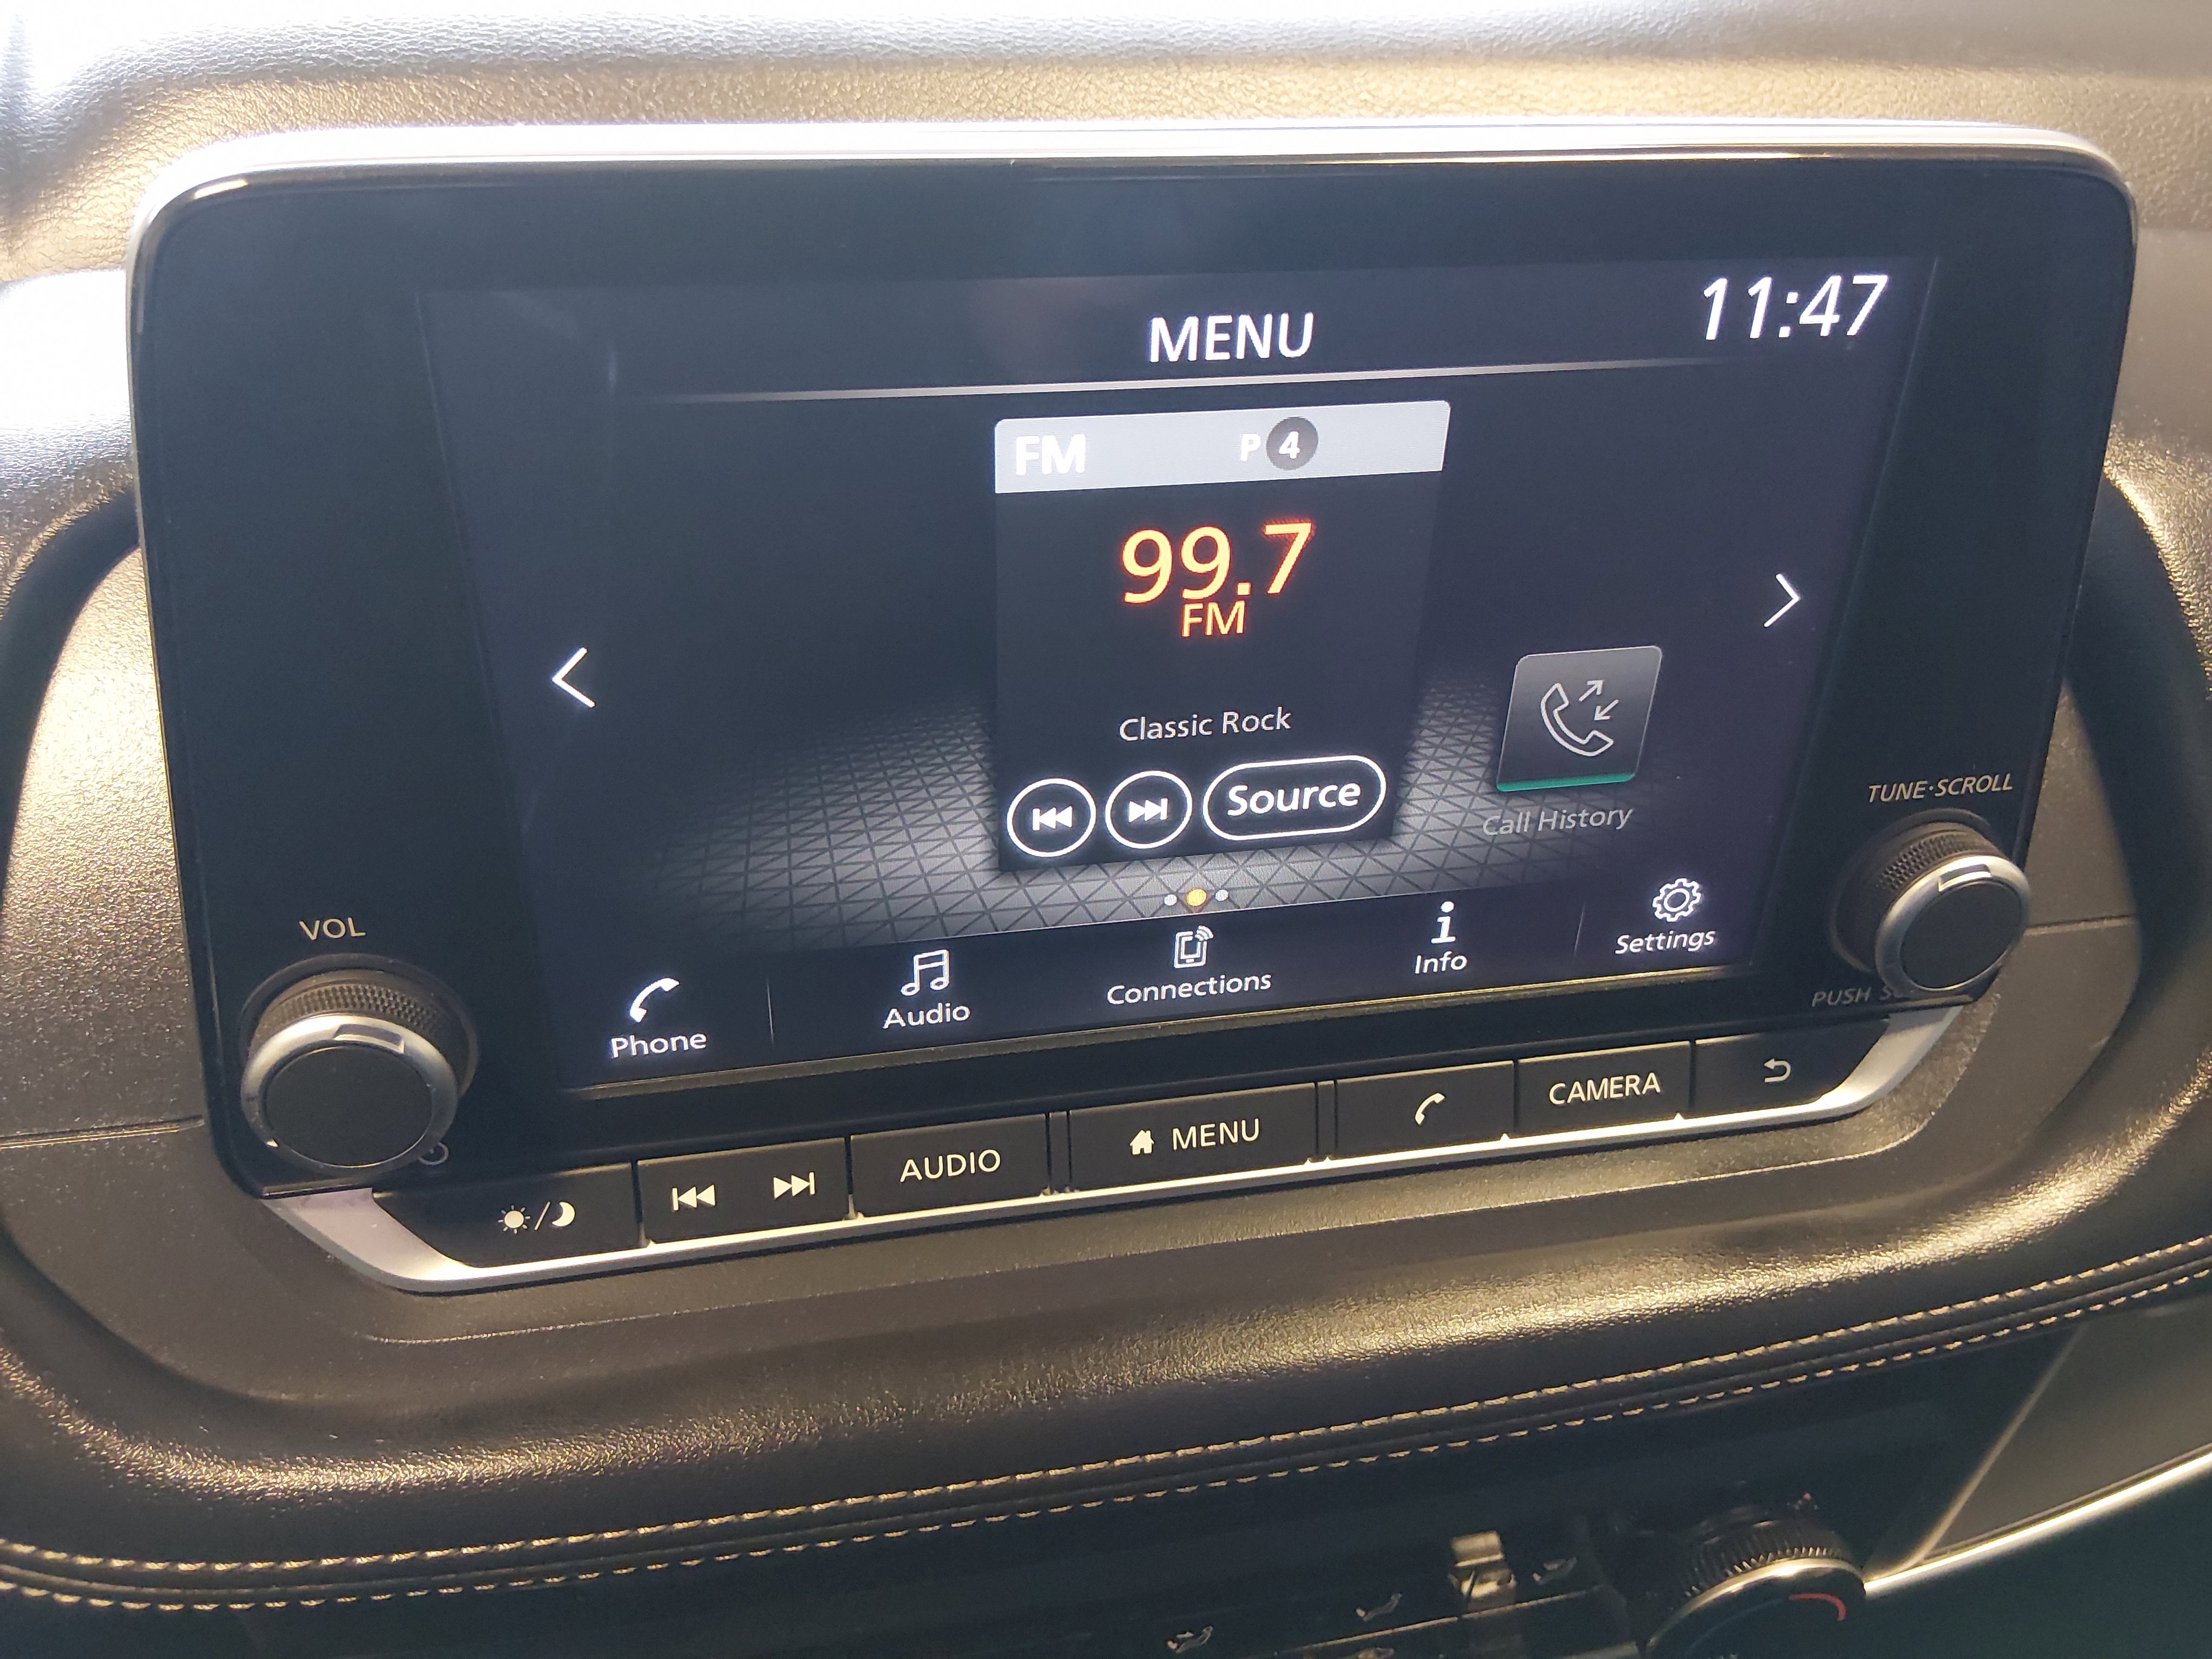 MENU
11:47
FM P 4
99.7
FM
Classic Rock
Source
Call History
TUNE·SCROLL
VOL
Phone
Audio
Connections
Info
Settings
PUSH
AUDIO
MENU
CAMERA